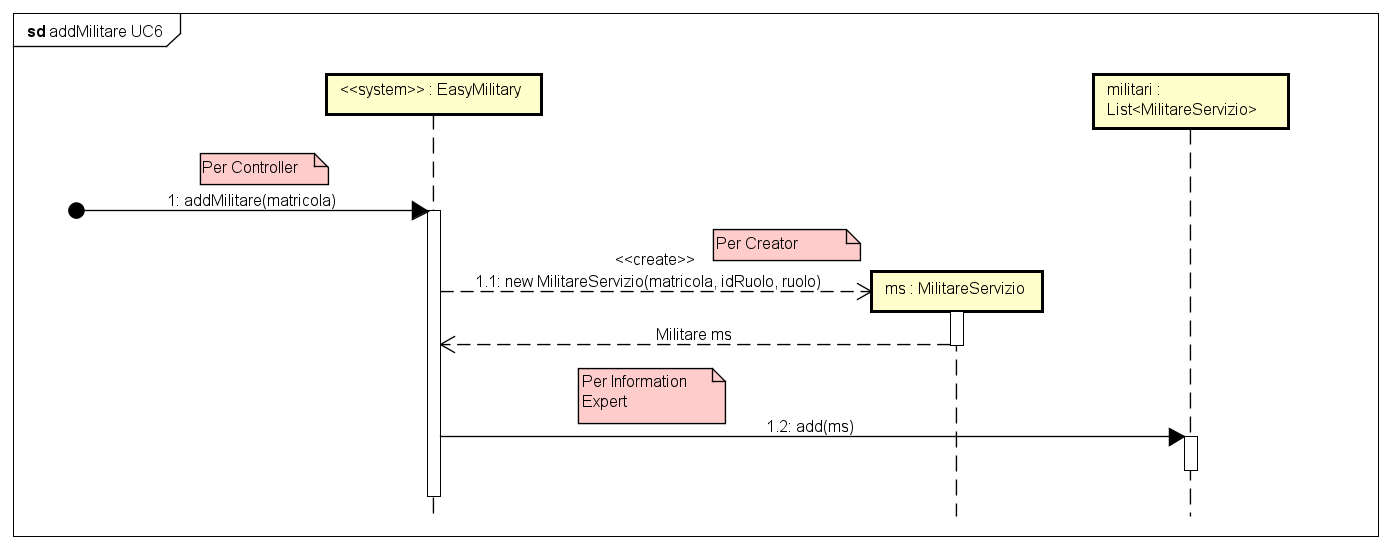 sd addMilitare UC6
<<system>> : EasyMilitary
militari :
List<MilitareServizio>
Per Controller
1: addMilitare(matricola)
Per Creator
<<create>>
1.1: new MilitareServizio(matricola, idRuolo, ruolo)
ms : MilitareServizio
Militare ms
Per Information
Expert
1.2: add(ms)